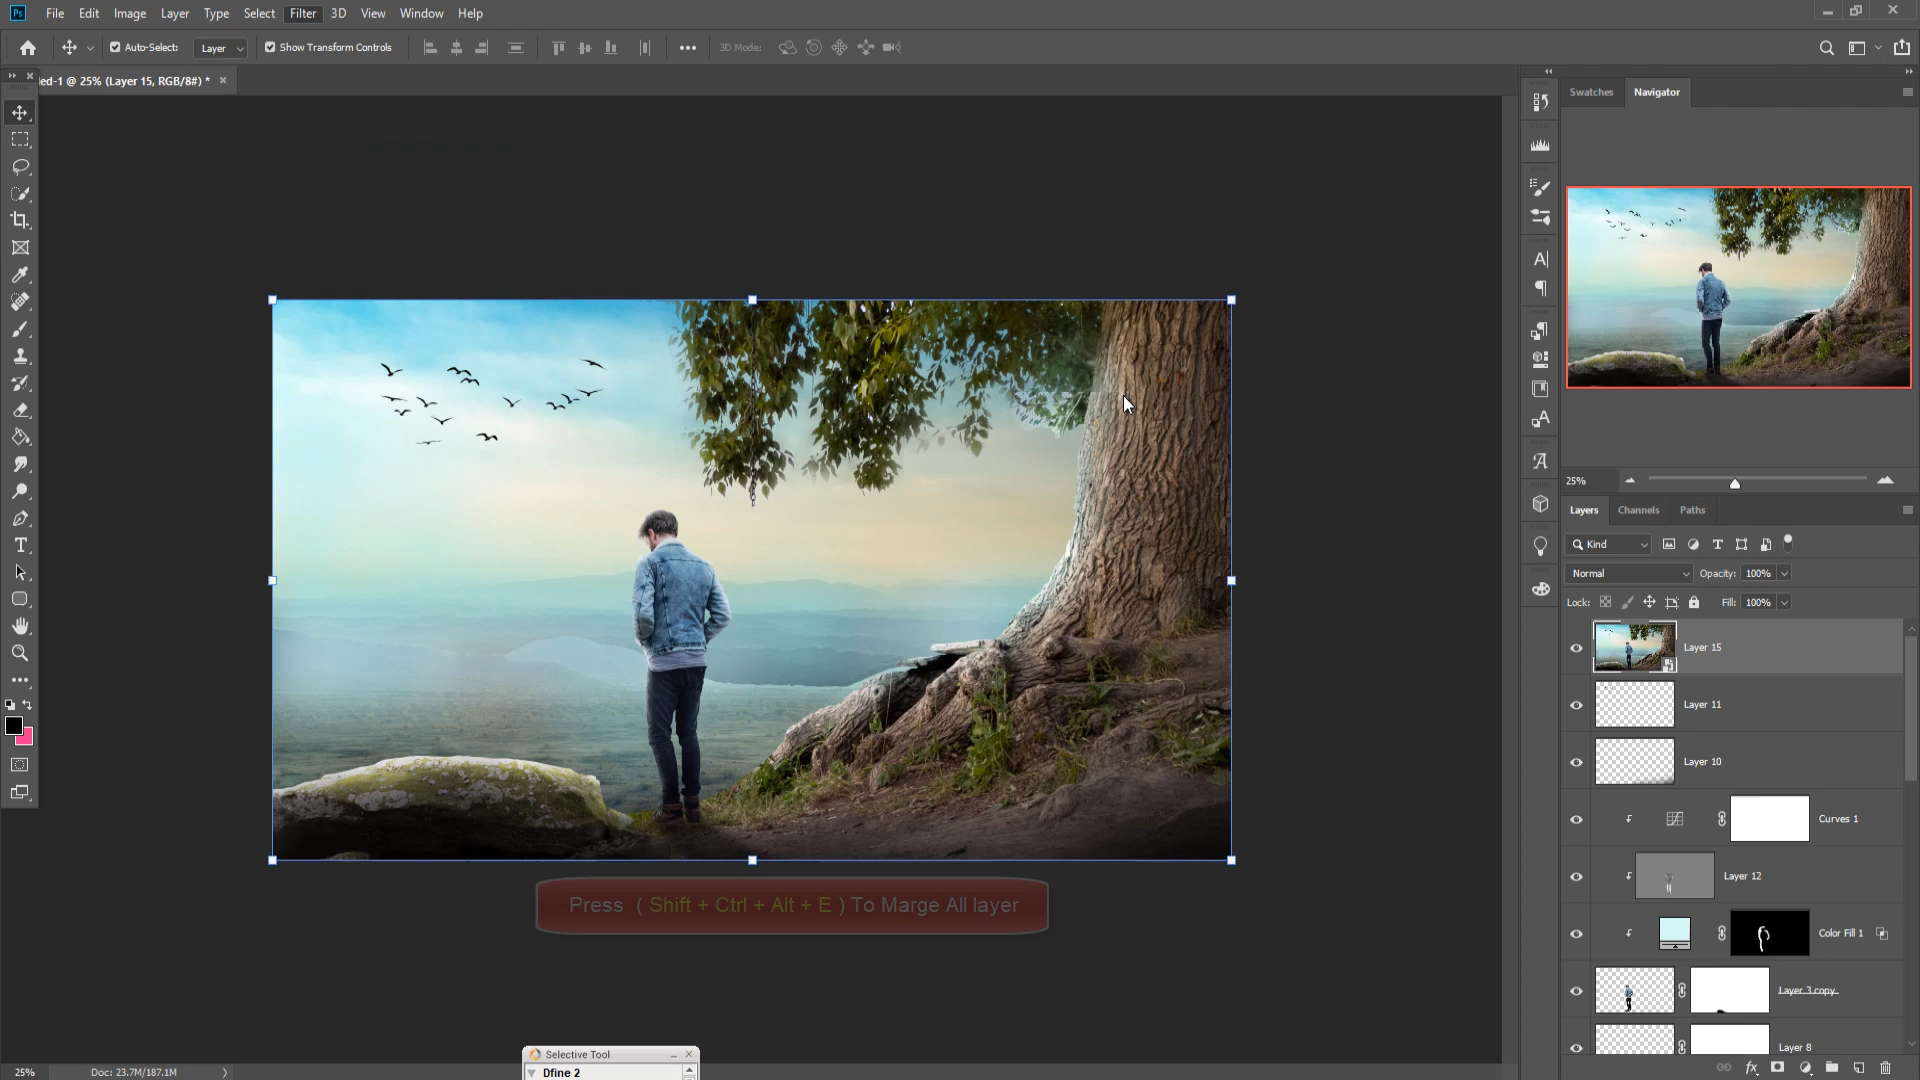 Ps File Edit Image Layer Type Select Filter 3D View Window Help
Auto-Select: Layer Show Transform Controls 3D Mode:
ed-1 @ 25% (Layer 15, RGB/8#) *
Swatches Navigator
25%
Layers Channels Paths
Kind
Normal Opacity: 100%
Lock: Fill: 100%
Layer 15
Layer 11
Layer 10
Curves 1
Layer 12
Color Fill 1
Layer 3 copy
Layer 8
Press ( Shift + Ctrl + Alt + E ) To Marge All layer
Selective Tool
Dfine 2
25% Doc: 23.7M/187.1M